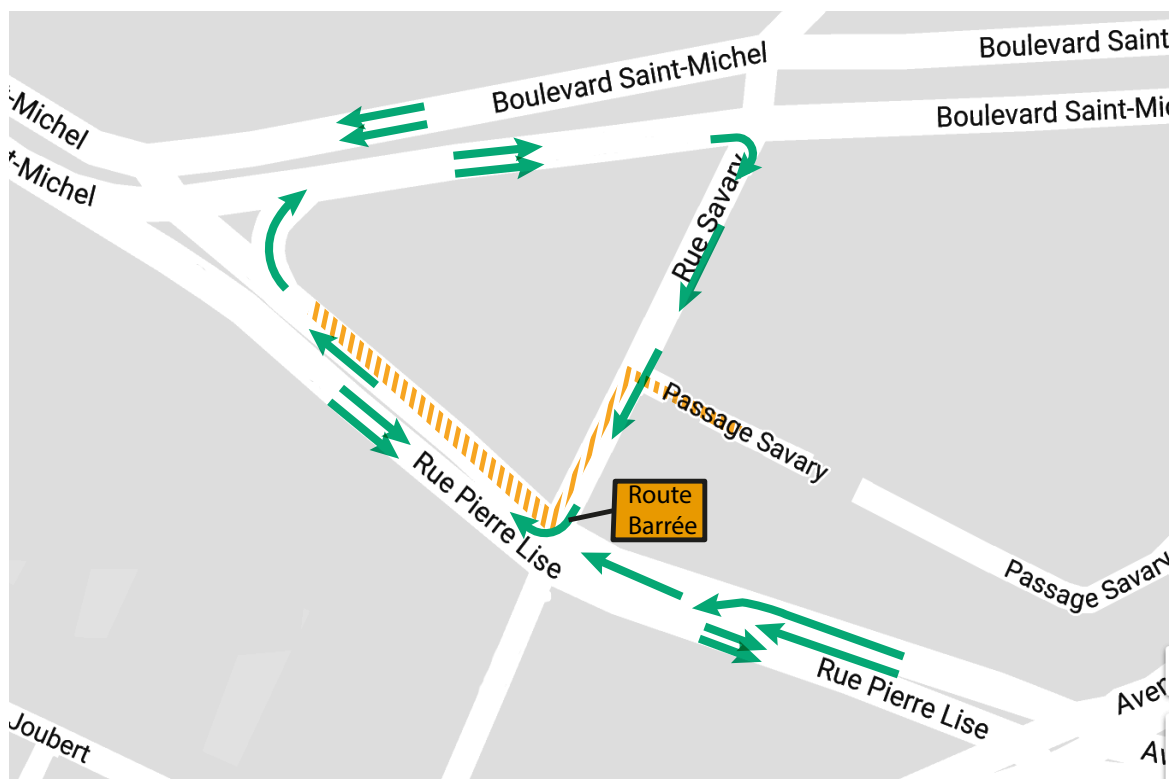 Boulevard Saint
Boulevard Saint-Michel
-Michel
Boulevard Saint-Mic
t-Michel
Rue Savary
Passage Savary
Rue Pierre Lise
Route
Barrée
Passage Savary
Rue Pierre Lise
Aven
Joubert